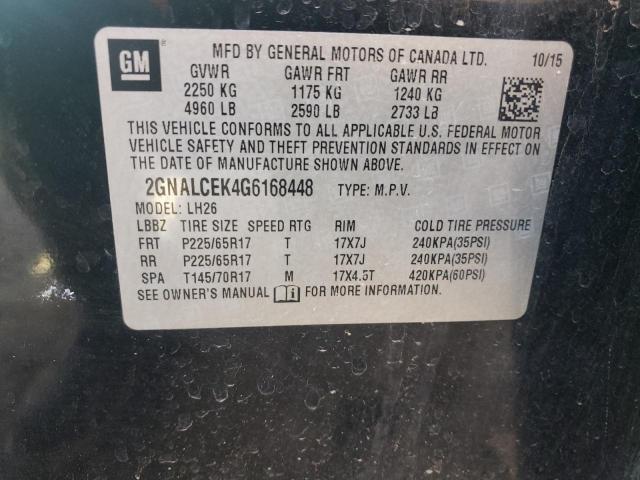 GM
MFD BY GENERAL MOTORS OF CANADA LTD. 10/15
GVWR GAWR FRT GAWR RR
2250 KG 1175 KG 1240 KG
4960 LB 2590 LB 2733 LB
THIS VEHICLE CONFORMS TO ALL APPLICABLE U.S. FEDERAL MOTOR
VEHICLE SAFETY AND THEFT PREVENTION STANDARDS IN EFFECT ON
THE DATE OF MANUFACTURE SHOWN ABOVE.
2GNALCEK4G6168448 TYPE: M.P.V.
MODEL: LH26
LBBZ TIRE SIZE SPEED RTG RIM COLD TIRE PRESSURE
FRT P225/65R17 T 17X7J 240KPA(35PSI)
RR P225/65R17 T 17X7J 240KPA(35PSI)
SPA T145/70R17 M 17X4.5T 420KPA(60PSI)
SEE OWNER'S MANUAL FOR MORE INFORMATION.